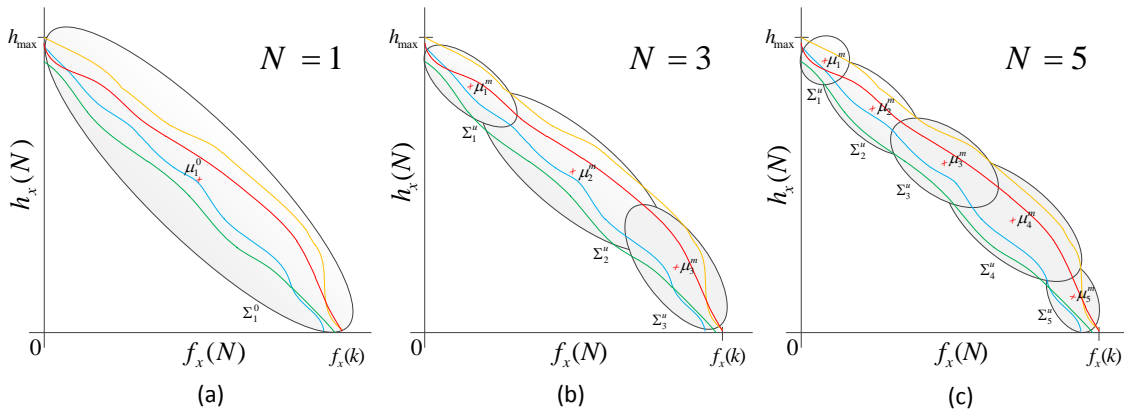 h_max
N = 1
μ_1^0
h_x(N)
Σ_1^0
0
f_x(N)
f_x(k)
(a)
h_max
N = 3
μ_1^m
Σ_1^u
μ_2^m
h_x(N)
Σ_2^u
μ_3^m
Σ_3^u
0
f_x(N)
f_x(k)
(b)
h_max
N = 5
μ_1^m
Σ_1^u
μ_2^m
Σ_2^u
μ_3^m
h_x(N)
Σ_3^u
μ_4^m
Σ_4^u
μ_5^m
Σ_5^u
0
f_x(N)
f_x(k)
(c)